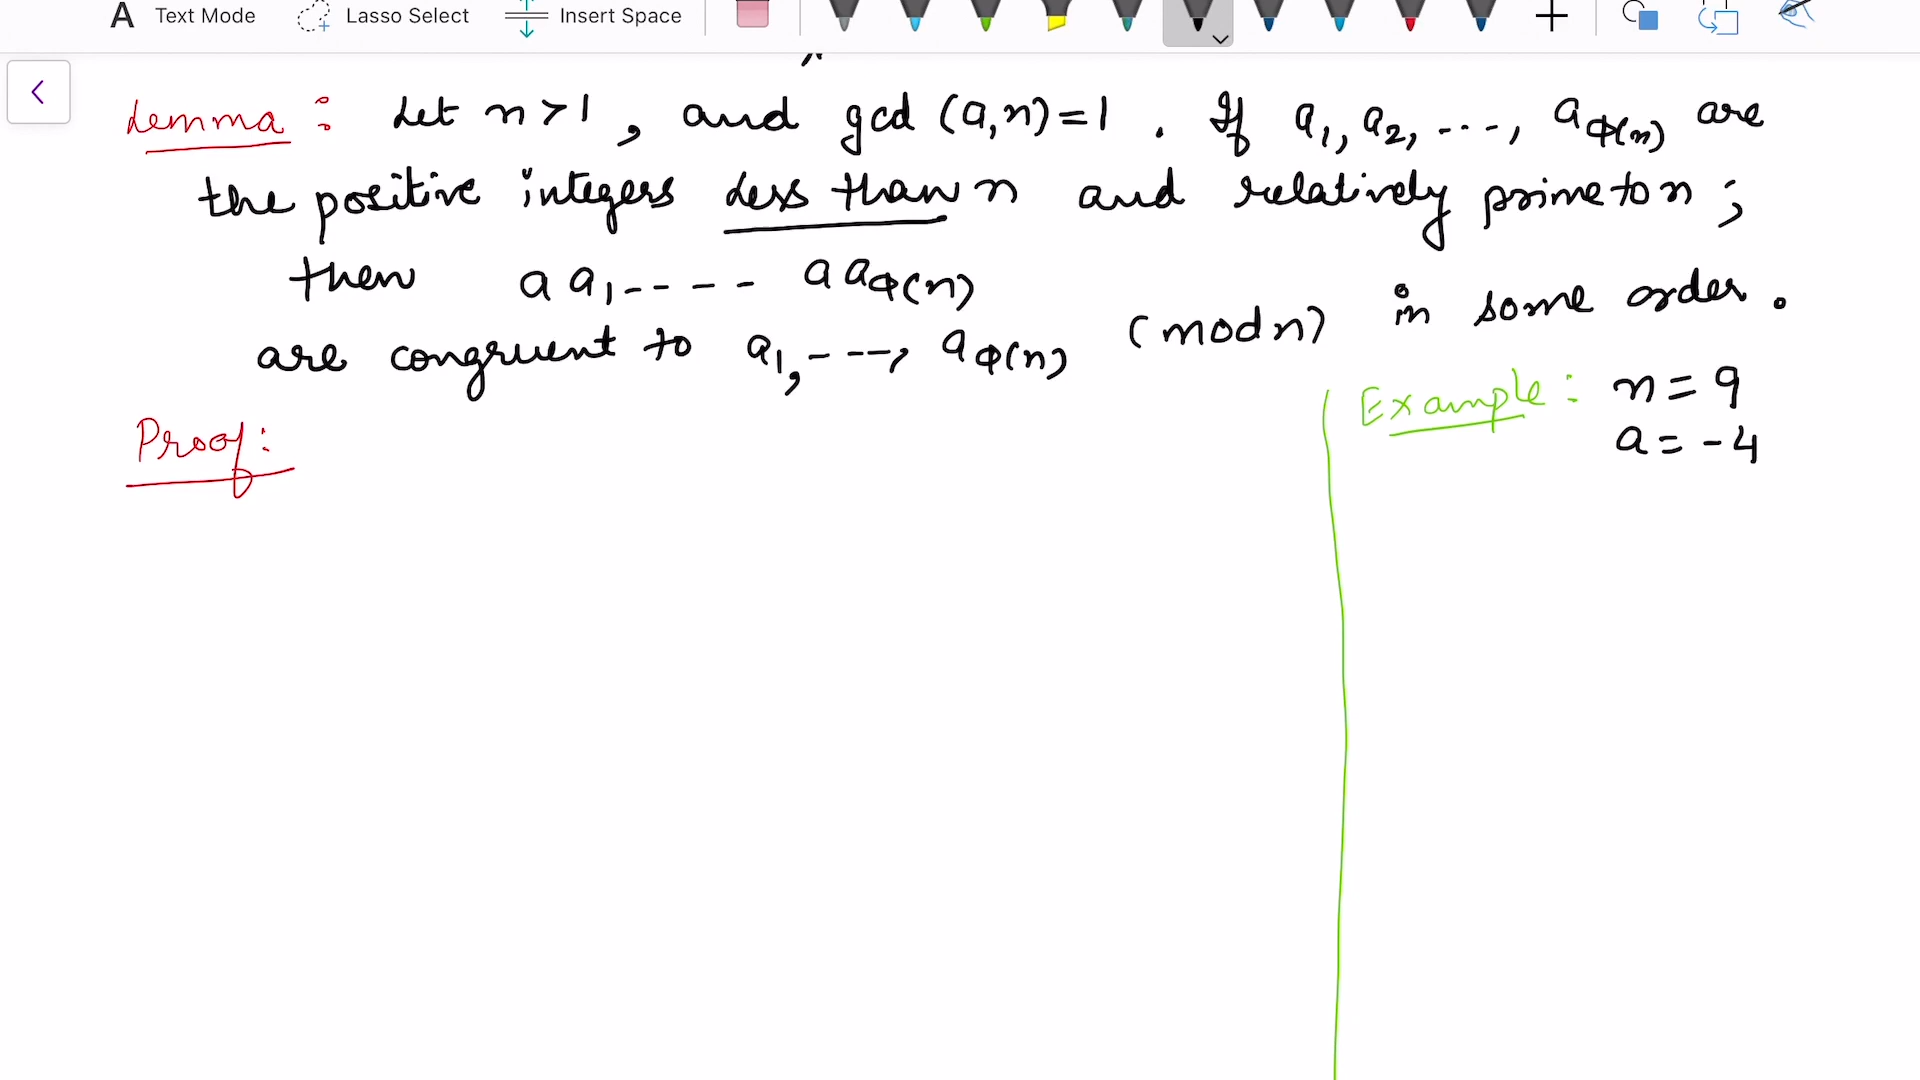 Text Mode Lasso Select Insert Space
Lemma : Let n > 1 , and gcd (a,n)=1 . If a₁, a₂, ..., aφ(n) are
the positive integers less than n and relatively prime to n ;
then a a₁ ----- a aφ(n)
are congruent to a₁, ---, aφ(n) (mod n) in some order .
Proof :
Example : n = 9
a = -4